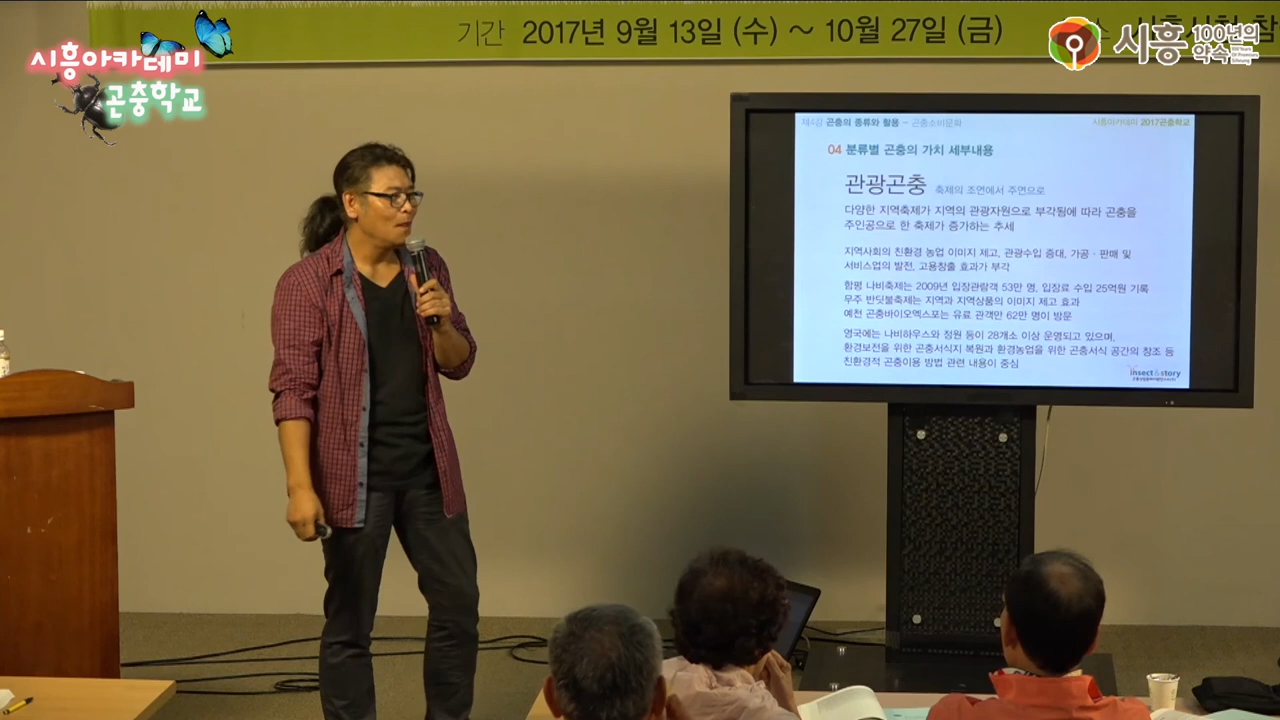 기간 2017년 9월 13일 (수) ~ 10월 27일 (금)
시흥아카데미
곤충학교
시흥 100년의 약속
제4강 곤충의 종류와 활용 - 곤충소비문학
시흥아카데미 2017곤충학교
04 분류별 곤충의 가치 세부내용
관광곤충 축제의 조연에서 주연으로
다양한 지역축제가 지역의 관광자원으로 부각됨에 따라 곤충을
주인공으로 한 축제가 증가하는 추세
지역사회의 친환경 농업 이미지 제고, 관광수입 증대, 가공 · 판매 및
서비스업의 발전, 고용창출 효과가 부각
함평 나비축제는 2009년 입장관람객 53만 명, 입장료 수입 25억원 기록
무주 반딧불축제는 지역과 지역상품의 이미지 제고 효과
예천 곤충바이오엑스포는 유료 관객만 62만 명이 방문
영국에는 나비하우스와 정원 등이 28개소 이상 운영되고 있으며,
환경보전을 위한 곤충서식지 복원과 환경농업을 위한 곤충서식 공간의 창조 등
친환경적 곤충이용 방법 관련 내용이 중심
insect&story